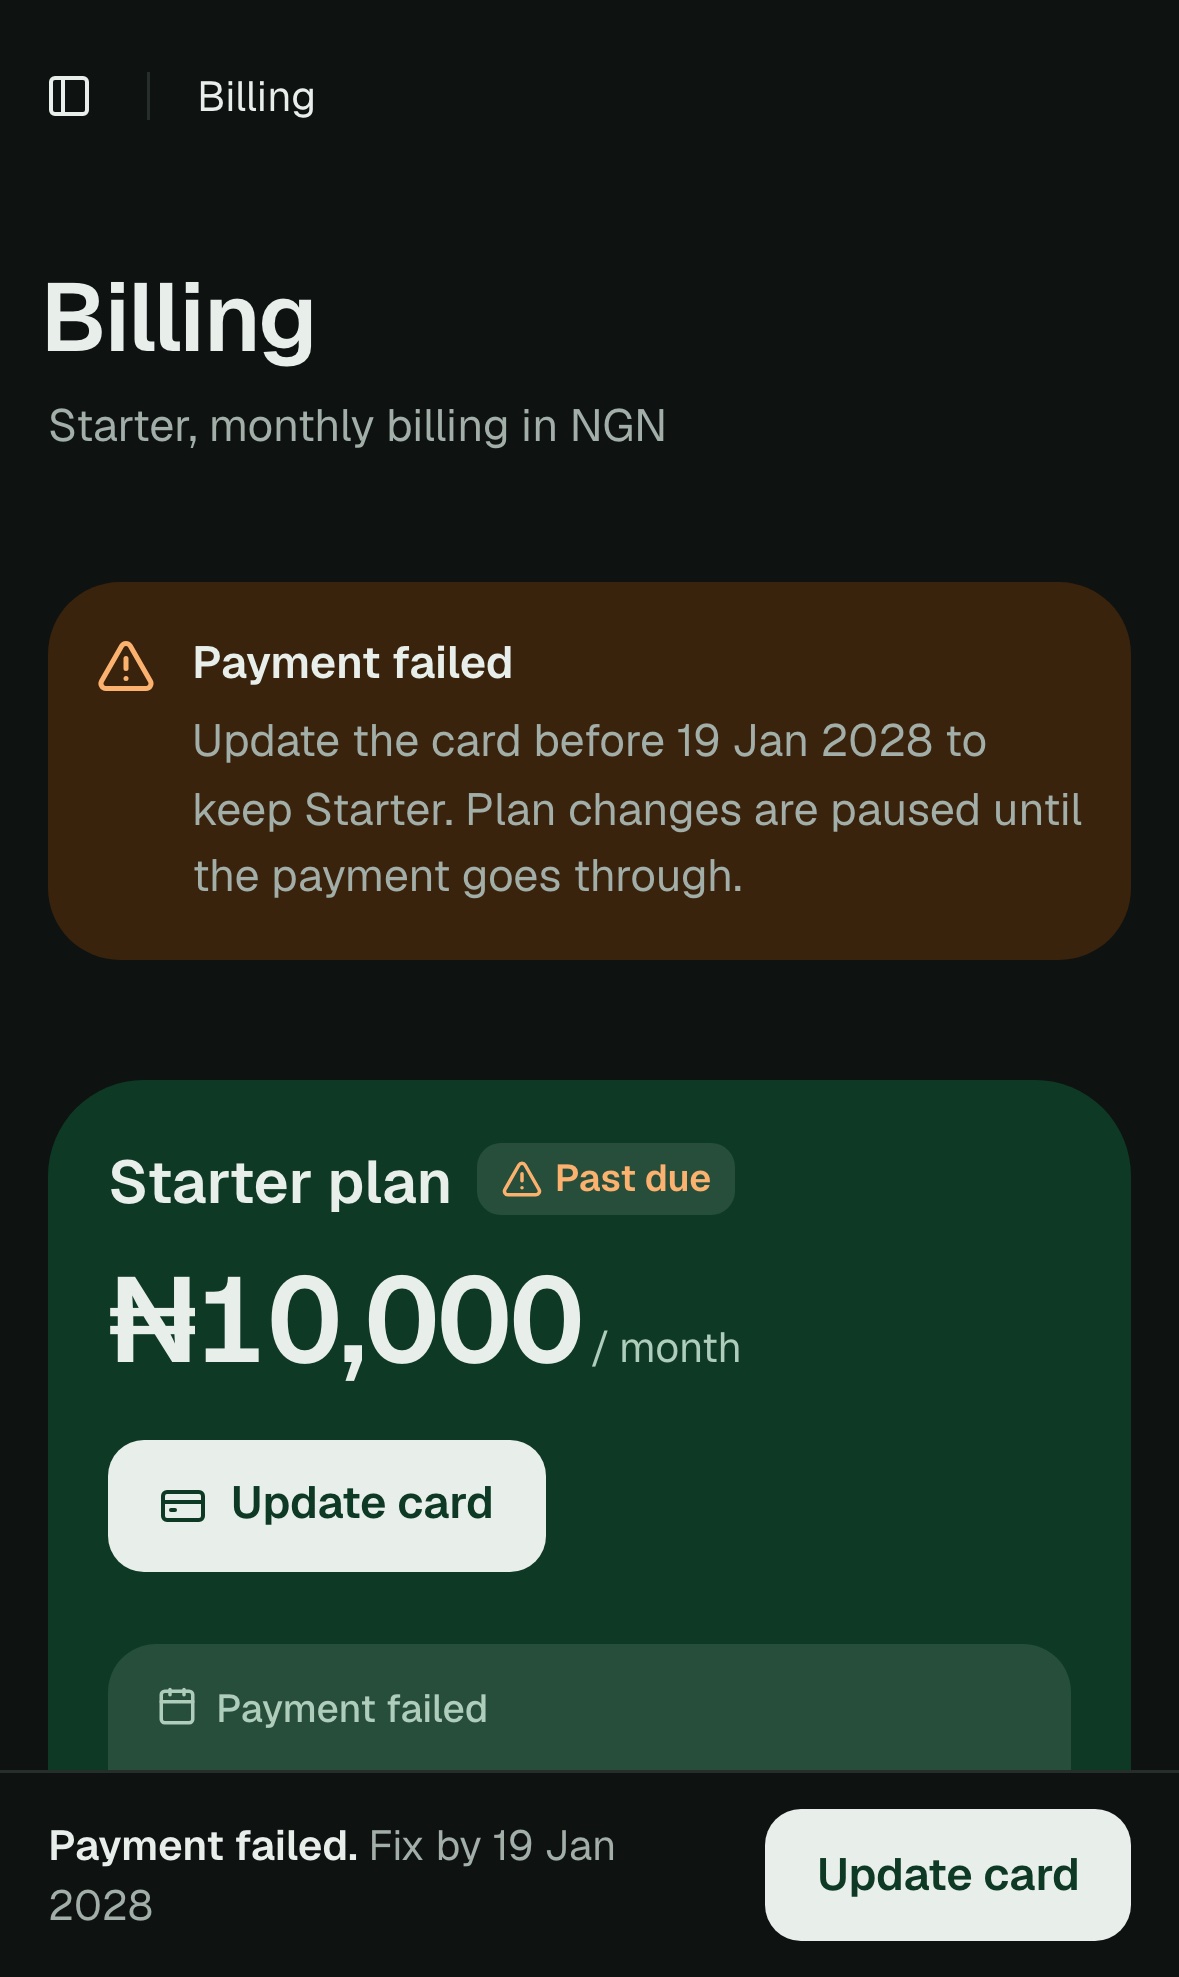 Billing
Billing
Starter, monthly billing in NGN
Payment failed
Update the card before 19 Jan 2028 to
keep Starter. Plan changes are paused until
the payment goes through.
Starter plan
Past due
₦10,000 / month
Update card
Payment failed
Payment failed. Fix by 19 Jan
2028
Update card